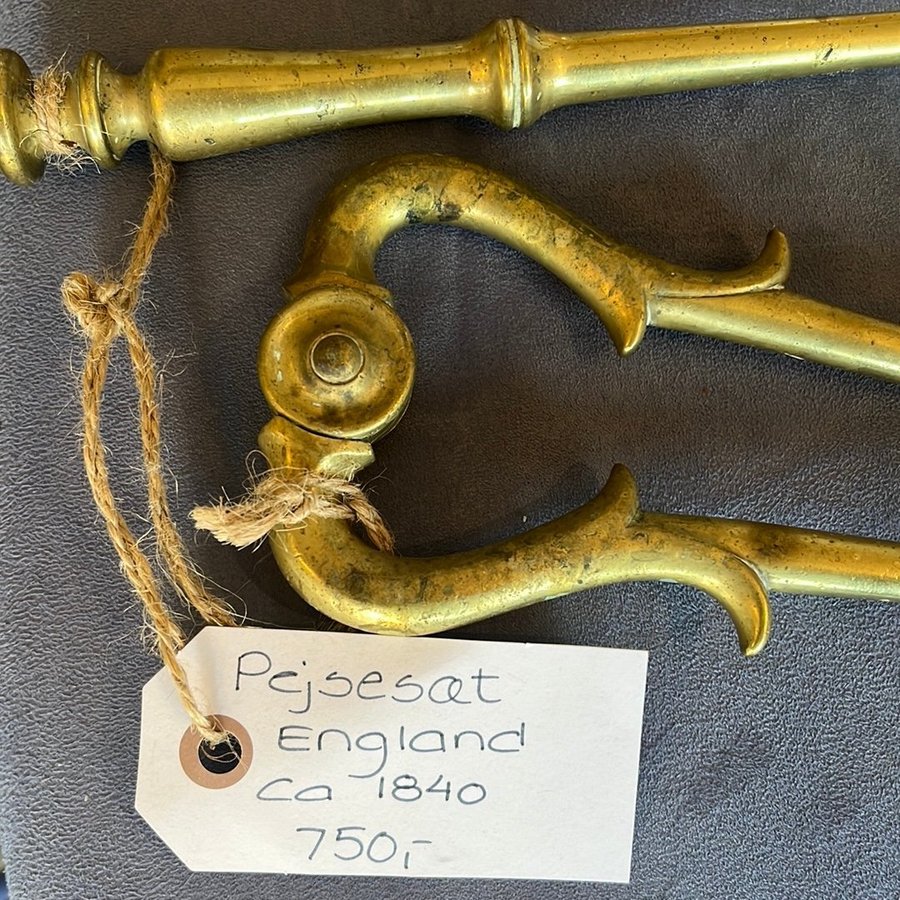 Pejsesæt
England
Ca 1840
750,-